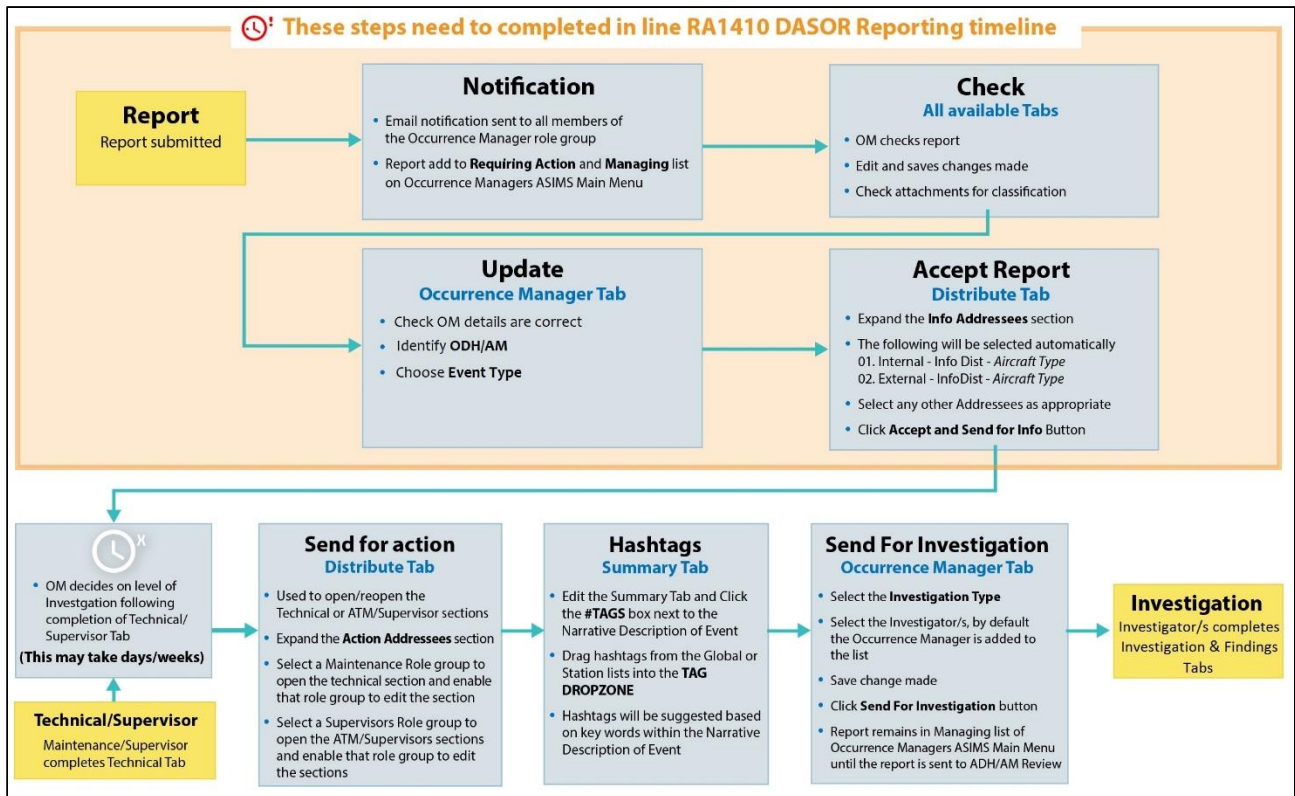 These steps need to completed in line RA1410 DASOR Reporting timeline
Report
Report submitted
Notification
• Email notification sent to all members of
the Occurrence Manager role group
• Report add to Requiring Action and Managing list
on Occurrence Managers ASIMS Main Menu
Check
All available Tabs
• OM checks report
• Edit and saves changes made
• Check attachments for classification
Update
Occurrence Manager Tab
• Check OM details are correct
• Identify ODH/AM
• Choose Event Type
Accept Report
Distribute Tab
• Expand the Info Addressees section
• The following will be selected automatically
01. Internal - Info Dist - Aircraft Type
02. External - InfoDist - Aircraft Type
• Select any other Addressees as appropriate
• Click Accept and Send for Info Button
• OM decides on level of
Investgation following
completion of Technical/
Supervisor Tab
(This may take days/weeks)
Technical/Supervisor
Maintenance/Supervisor
completes Technical Tab
Send for action
Distribute Tab
• Used to open/reopen the
Technical or ATM/Supervisor sections
• Expand the Action Addressees section
• Select a Maintenance Role group to
open the technical section and enable
that role group to edit the section
• Select a Supervisors Role group to
open the ATM/Supervisors sections
and enable that role group to edit
the sections
Hashtags
Summary Tab
• Edit the Summary Tab and Click
the #TAGS box next to the
Narrative Description of Event
• Drag hashtags from the Global or
Station lists into the TAG
DROPZONE
• Hashtags will be suggested based
on key words within the Narrative
Description of Event
Send For Investigation
Occurrence Manager Tab
• Select the Investigation Type
• Select the Investigator/s, by default
the Occurrence Manager is added to
the list
• Save change made
• Click Send For Investigation button
• Report remains in Managing list of
Occurrence Managers ASIMS Main Menu
until the report is sent to ADH/AM Review
Investigation
Investigator/s completes
Investigation & Findings
Tabs